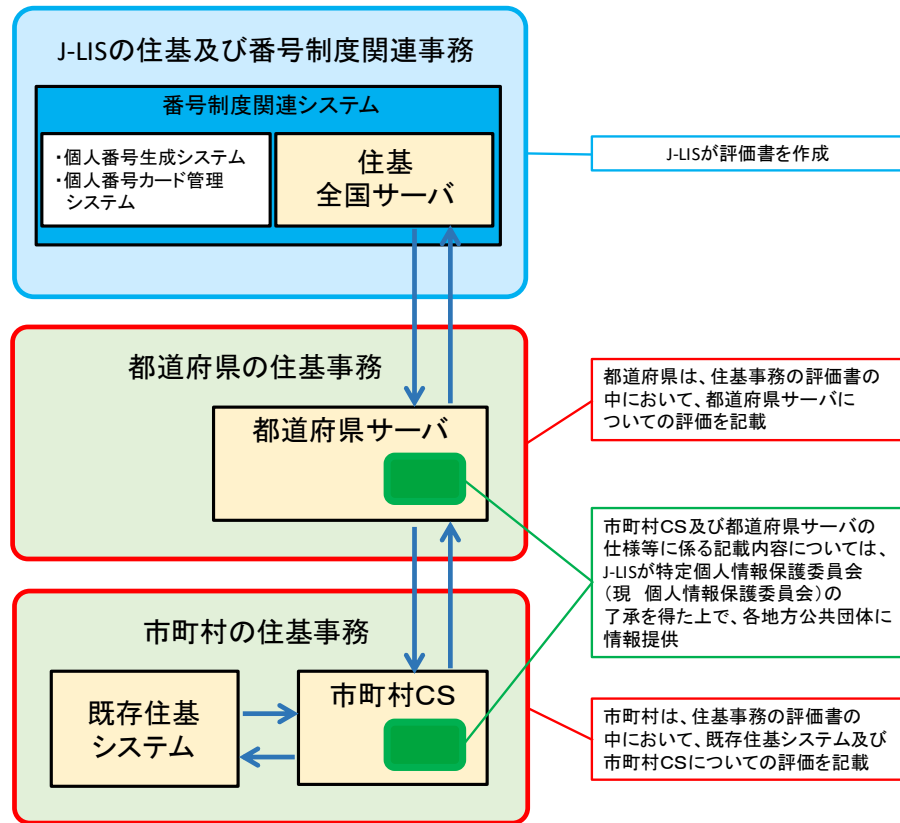 J-LISの住基及び番号制度関連事務
番号制度関連システム
・個人番号生成システム
・個人番号カード管理
システム
住基
全国サーバ
J-LISが評価書を作成
都道府県の住基事務
都道府県サーバ
都道府県は、住基事務の評価書の
中において、都道府県サーバに
ついての評価を記載
市町村CS及び都道府県サーバの
仕様等に係る記載内容については、
J-LISが特定個人情報保護委員会
(現　個人情報保護委員会)の
了承を得た上で、各地方公共団体に
情報提供
市町村の住基事務
既存住基
システム
市町村CS
市町村は、住基事務の評価書の
中において、既存住基システム及び
市町村CSについての評価を記載